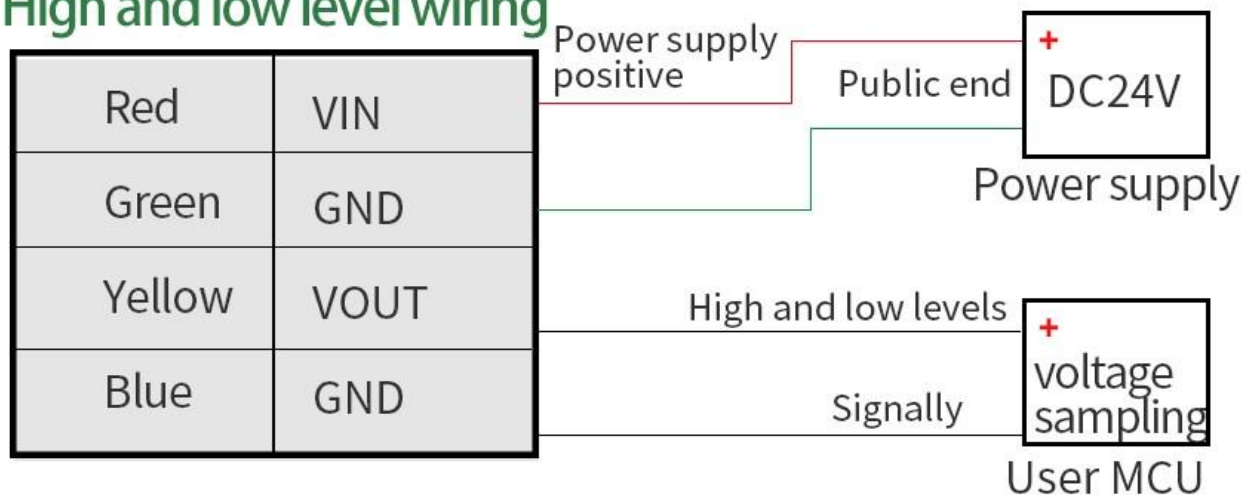 High and low level wiring
Power supply
positive
Public end
+
DC24V
Power supply
Red VIN
Green GND
Yellow VOUT
Blue GND
High and low levels
Signally
+
voltage
sampling
User MCU